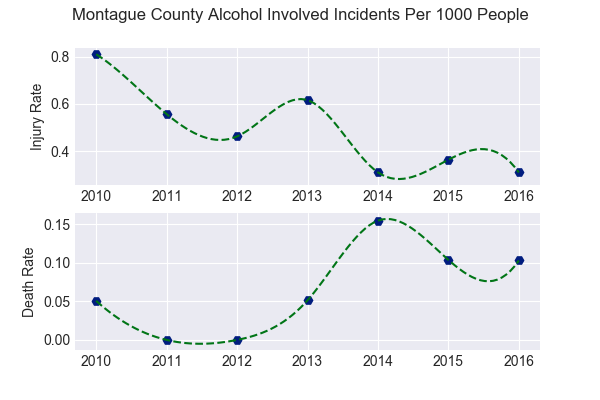 Montague County Alcohol Involved Incidents Per 1000 People
0.8
0.6
0.4
Injury Rate
2010 2011 2012 2013 2014 2015 2016
0.15
0.10
0.05
0.00
Death Rate
2010 2011 2012 2013 2014 2015 2016